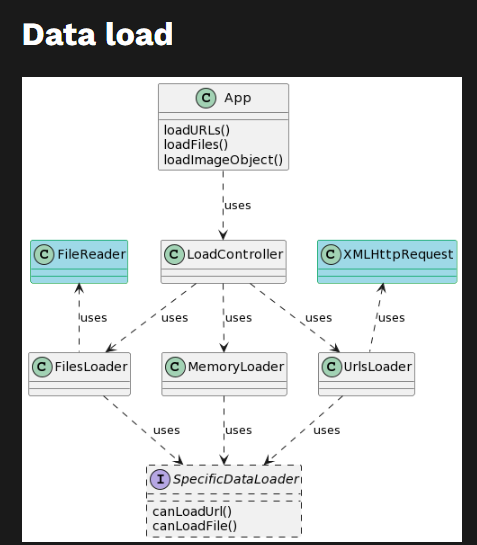 Data load
C App
loadURLs()
loadFiles()
loadImageObject()
uses
C FileReader
C LoadController
C XMLHttpRequest
uses
uses
uses
uses
uses
C FilesLoader
C MemoryLoader
C UrlsLoader
uses
uses
uses
I SpecificDataLoader
canLoadUrl()
canLoadFile()